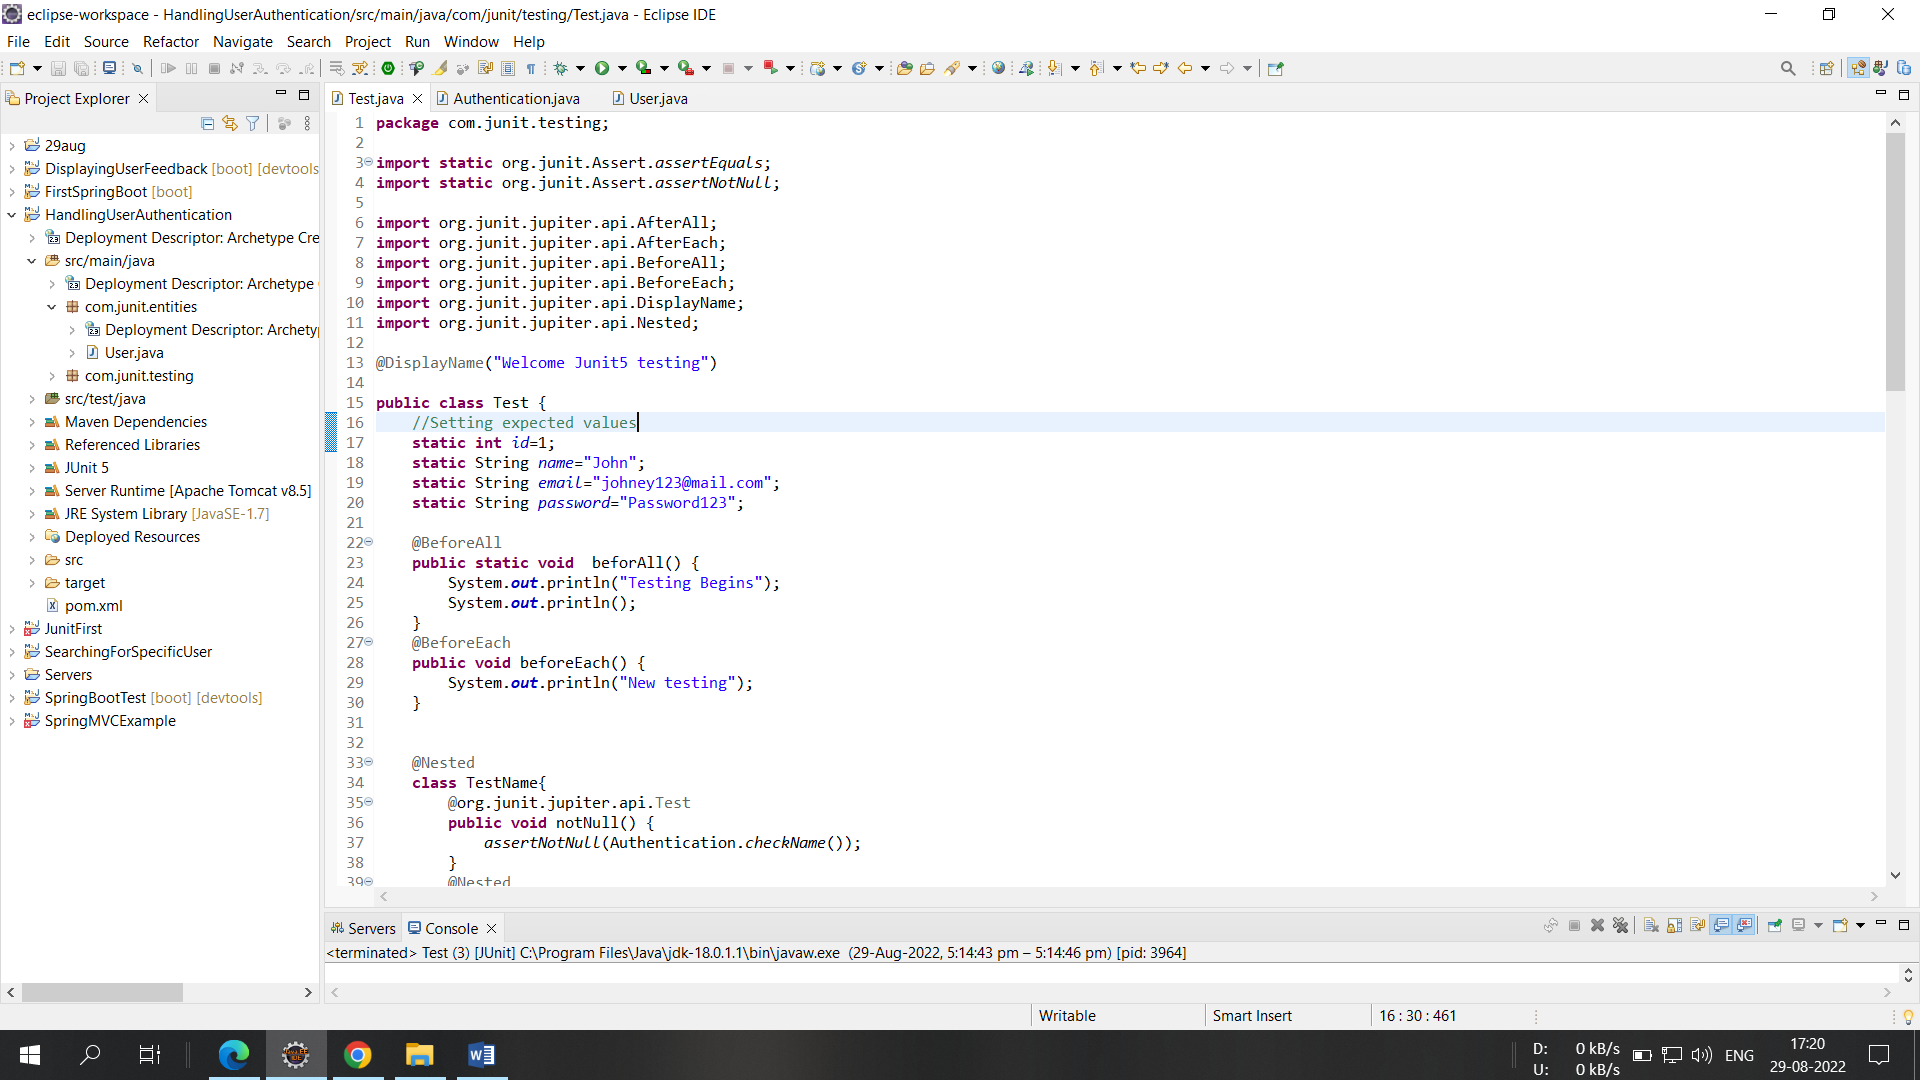 eclipse-workspace - HandlingUserAuthentication/src/main/java/com/junit/testing/Test.java - Eclipse IDE
File Edit Source Refactor Navigate Search Project Run Window Help
Project Explorer
29aug
DisplayingUserFeedback [boot] [devtools
FirstSpringBoot [boot]
HandlingUserAuthentication
Deployment Descriptor: Archetype Cre
src/main/java
Deployment Descriptor: Archetype
com.junit.entities
Deployment Descriptor: Archety
User.java
com.junit.testing
src/test/java
Maven Dependencies
Referenced Libraries
JUnit 5
Server Runtime [Apache Tomcat v8.5]
JRE System Library [JavaSE-1.7]
Deployed Resources
src
target
pom.xml
JunitFirst
SearchingForSpecificUser
Servers
SpringBootTest [boot] [devtools]
SpringMVCExample
Test.java Authentication.java User.java
1 package com.junit.testing;
2
3 import static org.junit.Assert.assertEquals;
4 import static org.junit.Assert.assertNotNull;
5
6 import org.junit.jupiter.api.AfterAll;
7 import org.junit.jupiter.api.AfterEach;
8 import org.junit.jupiter.api.BeforeAll;
9 import org.junit.jupiter.api.BeforeEach;
10 import org.junit.jupiter.api.DisplayName;
11 import org.junit.jupiter.api.Nested;
12
13 @DisplayName("Welcome Junit5 testing")
14
15 public class Test {
16 //Setting expected values
17 static int id=1;
18 static String name="John";
19 static String email="johney123@mail.com";
20 static String password="Password123";
21
22 @BeforeAll
23 public static void  beforAll() {
24 System.out.println("Testing Begins");
25 System.out.println();
26 }
27 @BeforeEach
28 public void beforeEach() {
29 System.out.println("New testing");
30 }
31
32
33 @Nested
34 class TestName{
35 @org.junit.jupiter.api.Test
36 public void notNull() {
37 assertNotNull(Authentication.checkName());
38 }
39 @Nested
Servers Console
<terminated> Test (3) [JUnit] C:\Program Files\Java\jdk-18.0.1.1\bin\javaw.exe (29-Aug-2022, 5:14:43 pm – 5:14:46 pm) [pid: 3964]
Writable Smart Insert 16 : 30 : 461
D: 0 kB/s
U: 0 kB/s
ENG
17:20
29-08-2022